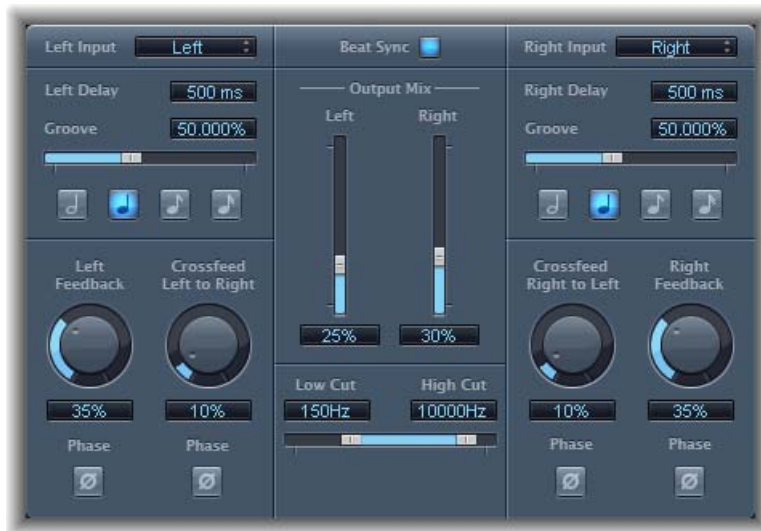 Left Input Left
Beat Sync
Right Input Right
Left Delay 500 ms
Groove 50.000%
Output Mix
Left Right
25% 30%
Right Delay 500 ms
Groove 50.000%
Left Feedback
Crossfeed Left to Right
35% 10%
Phase Phase
Ø Ø
Low Cut High Cut
150Hz 10000Hz
Crossfeed Right to Left
Right Feedback
10% 35%
Phase Phase
Ø Ø